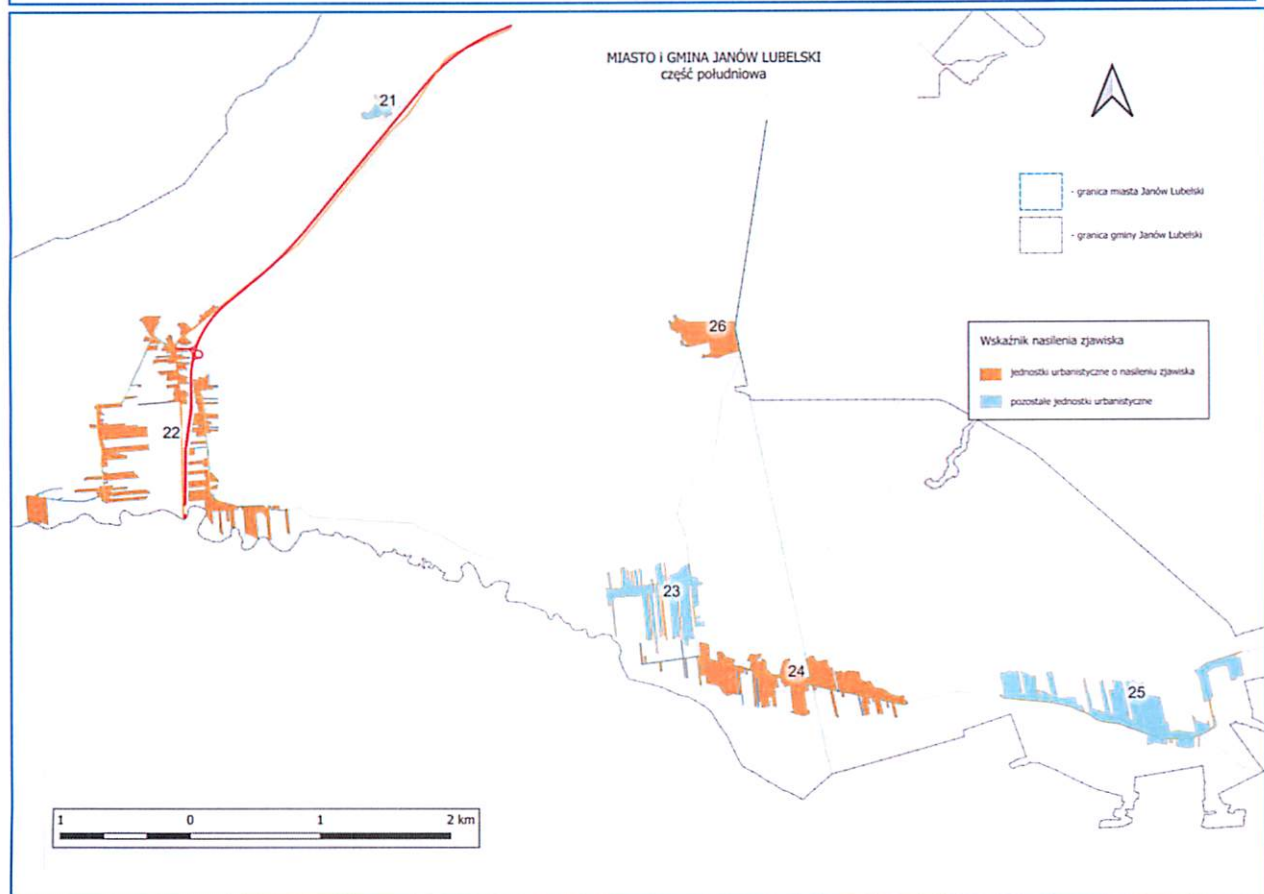 MIASTO i GMINA JANÓW LUBELSKI
część południowa
21
- granica miasta Janów Lubelski
- granica gminy Janów Lubelski
26
Wskaźnik nasilenia zjawiska
jednostki urbanistyczne o nasileniu zjawiska
pozostałe jednostki urbanistyczne
22
23
24
25
1 0 1 2 km